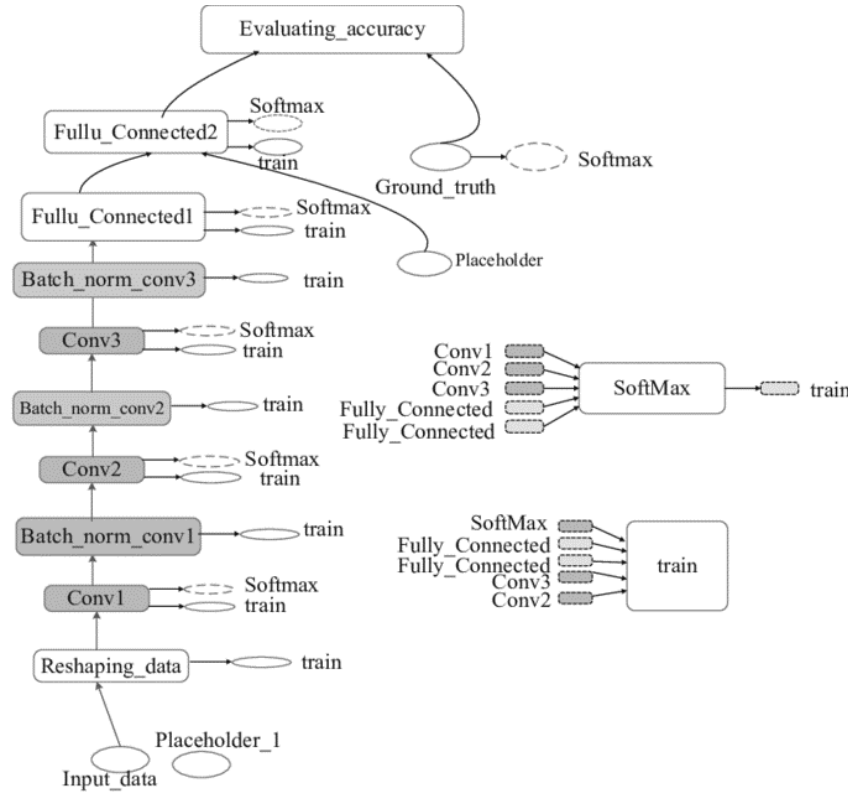 Evaluating_accuracy
Softmax
Fullu_Connected2
train
Softmax
Ground_truth
Softmax
Fullu_Connected1
train
Placeholder
Batch_norm_conv3
train
Softmax
Conv3
train
Batch_norm_conv2
train
Softmax
Conv2
train
Batch_norm_conv1
train
Softmax
Conv1
train
Reshaping_data
train
Placeholder_1
Input_data
Conv1
Conv2
Conv3
Fully_Connected
Fully_Connected
SoftMax
train
SoftMax
Fully_Connected
Fully_Connected
Conv3
Conv2
train